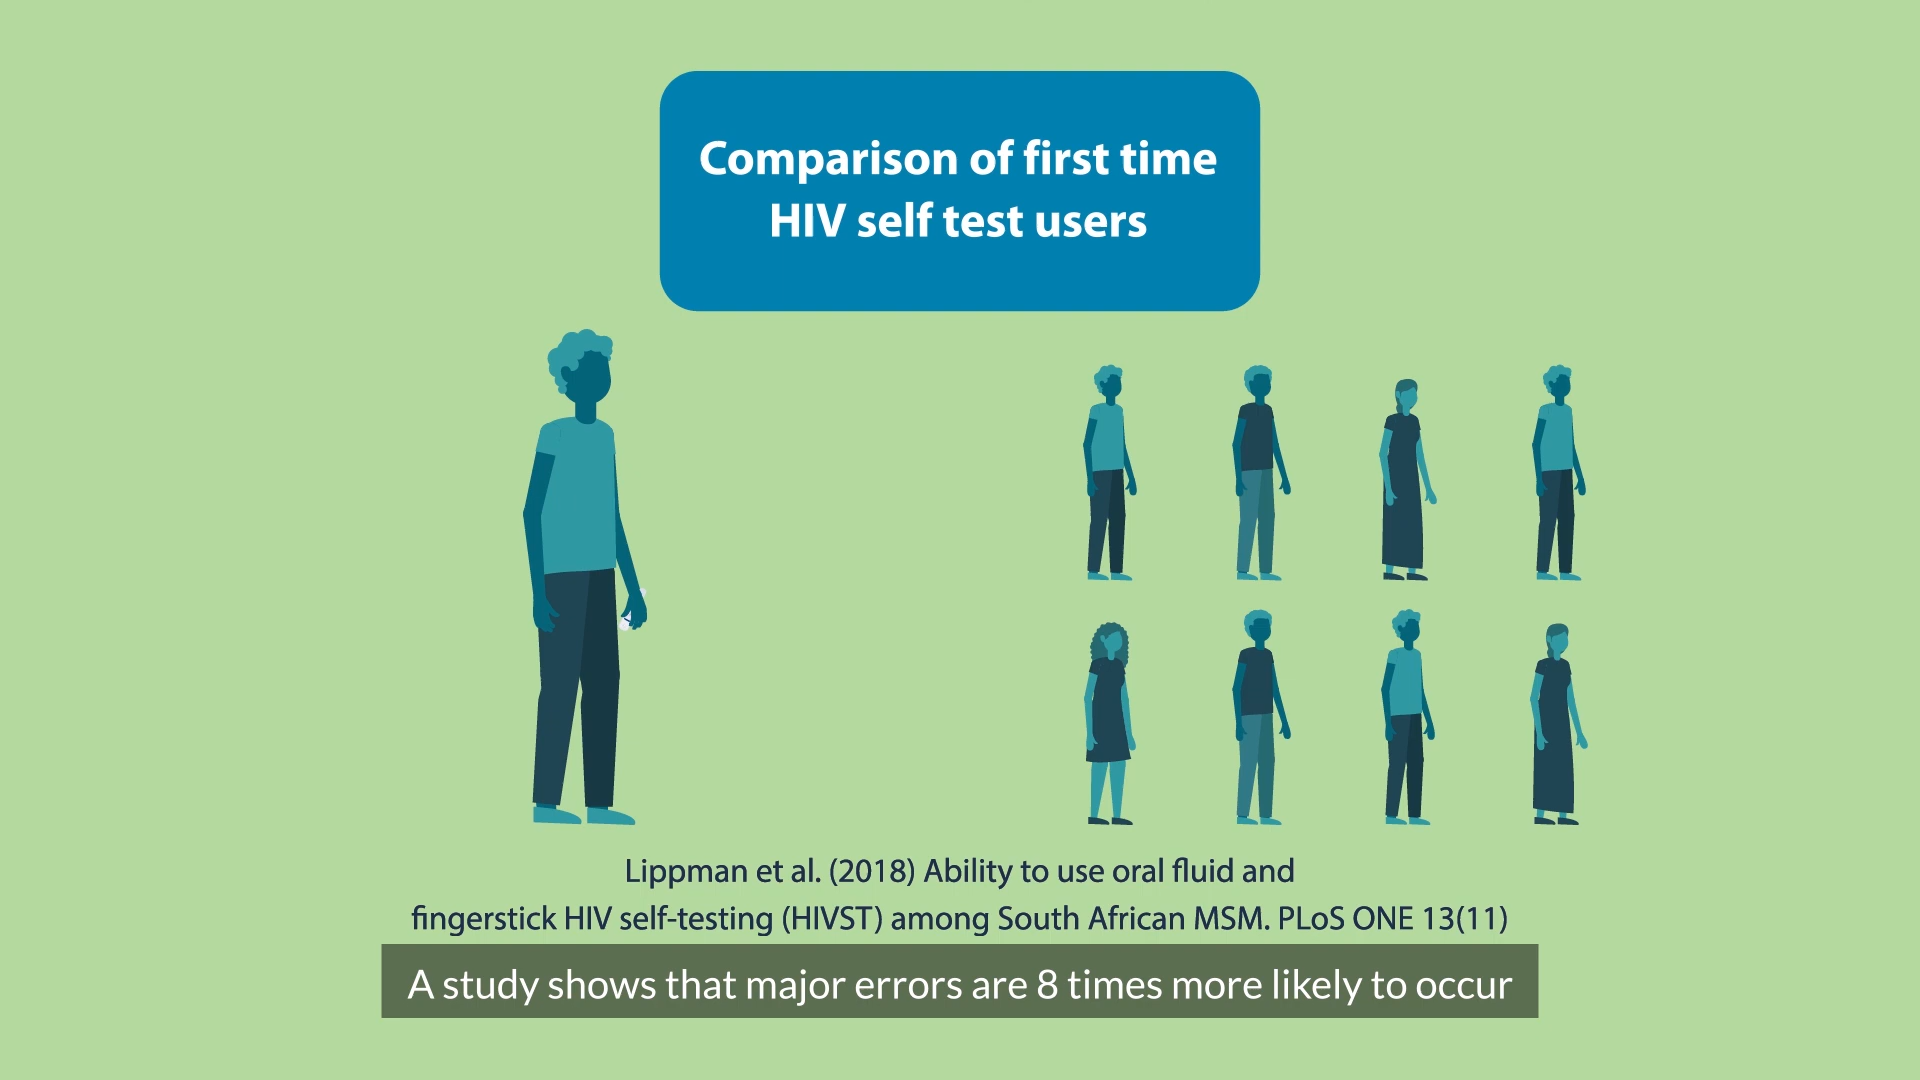 Comparison of first time
HIV self test users
Lippman et al. (2018) Ability to use oral fluid and
fingerstick HIV self-testing (HIVST) among South African MSM. PLoS ONE 13(11)
A study shows that major errors are 8 times more likely to occur